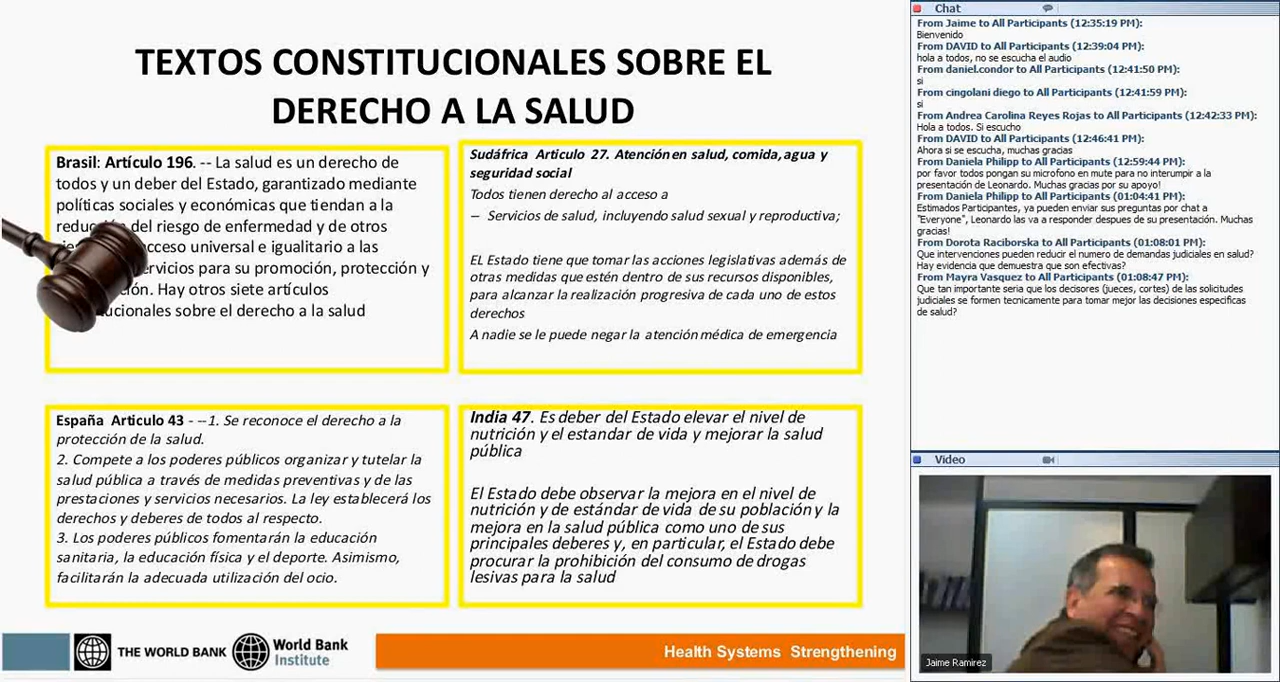 TEXTOS CONSTITUCIONALES SOBRE EL
DERECHO A LA SALUD
Brasil: Artículo 196. -- La salud es un derecho de
todos y un deber del Estado, garantizado mediante
políticas sociales y económicas que tiendan a la
del riesgo de enfermedad y de otros
acceso universal e igualitario a las
servicios para su promoción, protección y
Hay otros siete artículos
sobre el derecho a la salud
Sudáfrica Articulo 27. Atención en salud, comida, agua y
seguridad social
Todos tienen derecho al acceso a
– Servicios de salud, incluyendo salud sexual y reproductiva;
EL Estado tiene que tomar las acciones legislativas además de
otras medidas que estén dentro de sus recursos disponibles,
para alcanzar la realización progresiva de cada uno de estos
derechos
A nadie se le puede negar la atención médica de emergencia
España Articulo 43 - --1. Se reconoce el derecho a la
protección de la salud.
2. Compete a los poderes públicos organizar y tutelar la
salud pública a través de medidas preventivas y de las
prestaciones y servicios necesarios. La ley establecerá los
derechos y deberes de todos al respecto.
3. Los poderes públicos fomentarán la educación
sanitaria, la educación física y el deporte. Asimismo,
facilitarán la adecuada utilización del ocio.
India 47. Es deber del Estado elevar el nivel de
nutrición y el estandar de vida y mejorar la salud
pública
El Estado debe observar la mejora en el nivel de
nutrición y de estándar de vida de su población y la
mejora en la salud pública como uno de sus
principales deberes y, en particular, el Estado debe
procurar la prohibición del consumo de drogas
lesivas para la salud
THE WORLD BANK
World Bank
Institute
Health Systems Strengthening
Chat
From Jaime to All Participants (12:35:19 PM):
Bienvenido
From DAVID to All Participants (12:39:04 PM):
hola a todos, no se escucha el audio
From daniel.condor to All Participants (12:41:50 PM):
si
From cingolani diego to All Participants (12:41:59 PM):
si
From Andrea Carolina Reyes Rojas to All Participants (12:42:33 PM):
Hola a todos. Si escucho
From DAVID to All Participants (12:46:41 PM):
Ahora si se escucha, muchas gracias
From Daniela Philipp to All Participants (12:59:44 PM):
por favor todos pongan su microfono en mute para no interumpir a la
presentación de Leonardo. Muchas gracias por su apoyo!
From Daniela Philipp to All Participants (01:04:41 PM):
Estimados Participantes, ya pueden enviar sus preguntas por chat a
"Everyone", Leonardo las va a responder despues de su presentación. Muchas
gracias!
From Dorota Raciborska to All Participants (01:08:01 PM):
Que intervenciones pueden reducir el numero de demandas judiciales en salud?
Hay evidencia que demuestra que son efectivas?
From Mayra Vasquez to All Participants (01:08:47 PM):
Que tan importante seria que los decisores (jueces, cortes) de las solicitudes
judiciales se formen tecnicamente para tomar mejor las decisiones especificas
de salud?
Video
Jaime Ramirez